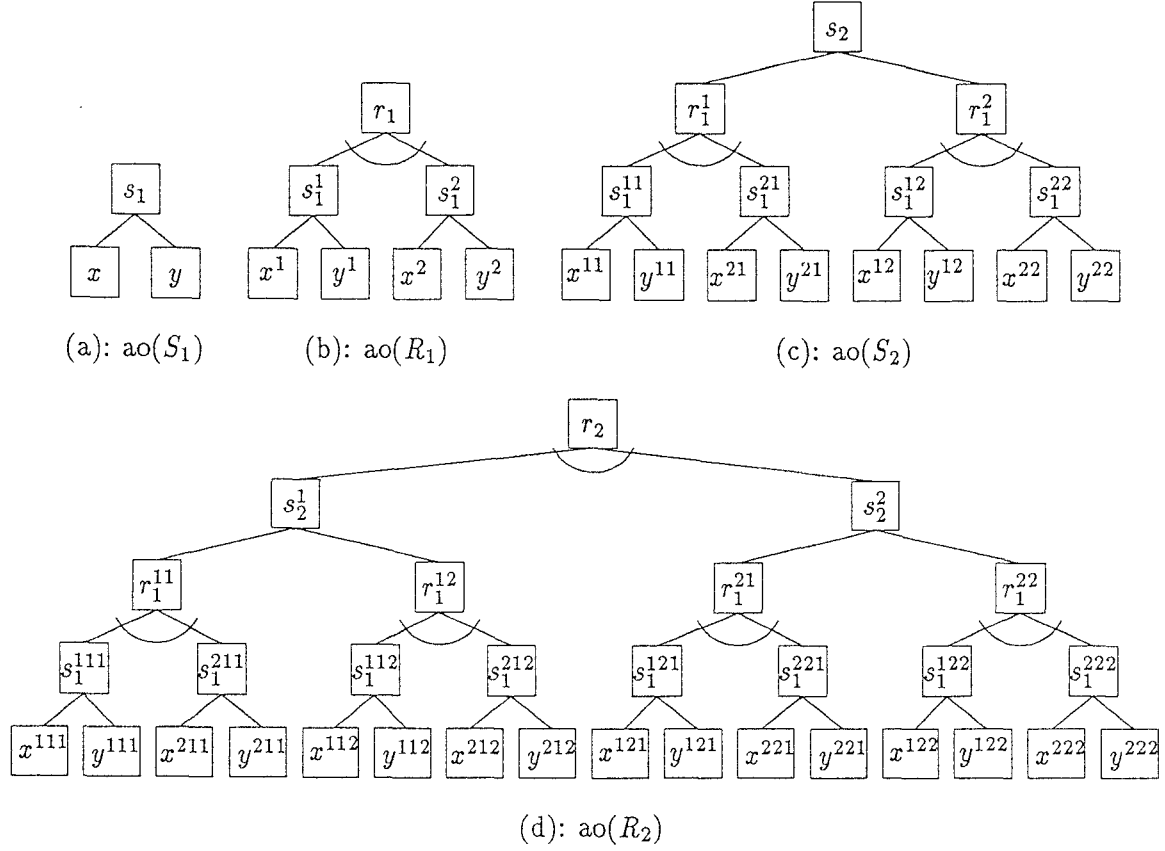 s_2
r_1 r_1^1 r_1^2
s_1 s_1^1 s_1^2 s_1^{11} s_1^{21} s_1^{12} s_1^{22}
x y x^1 y^1 x^2 y^2 x^{11} y^{11} x^{21} y^{21} x^{12} y^{12} x^{22} y^{22}
(a): ao(S_1) (b): ao(R_1) (c): ao(S_2)
r_2
s_2^1 s_2^2
r_1^{11} r_1^{12} r_1^{21} r_1^{22}
s_1^{111} s_1^{211} s_1^{112} s_1^{212} s_1^{121} s_1^{221} s_1^{122} s_1^{222}
x^{111} y^{111} x^{211} y^{211} x^{112} y^{112} x^{212} y^{212} x^{121} y^{121} x^{221} y^{221} x^{122} y^{122} x^{222} y^{222}
(d): ao(R_2)